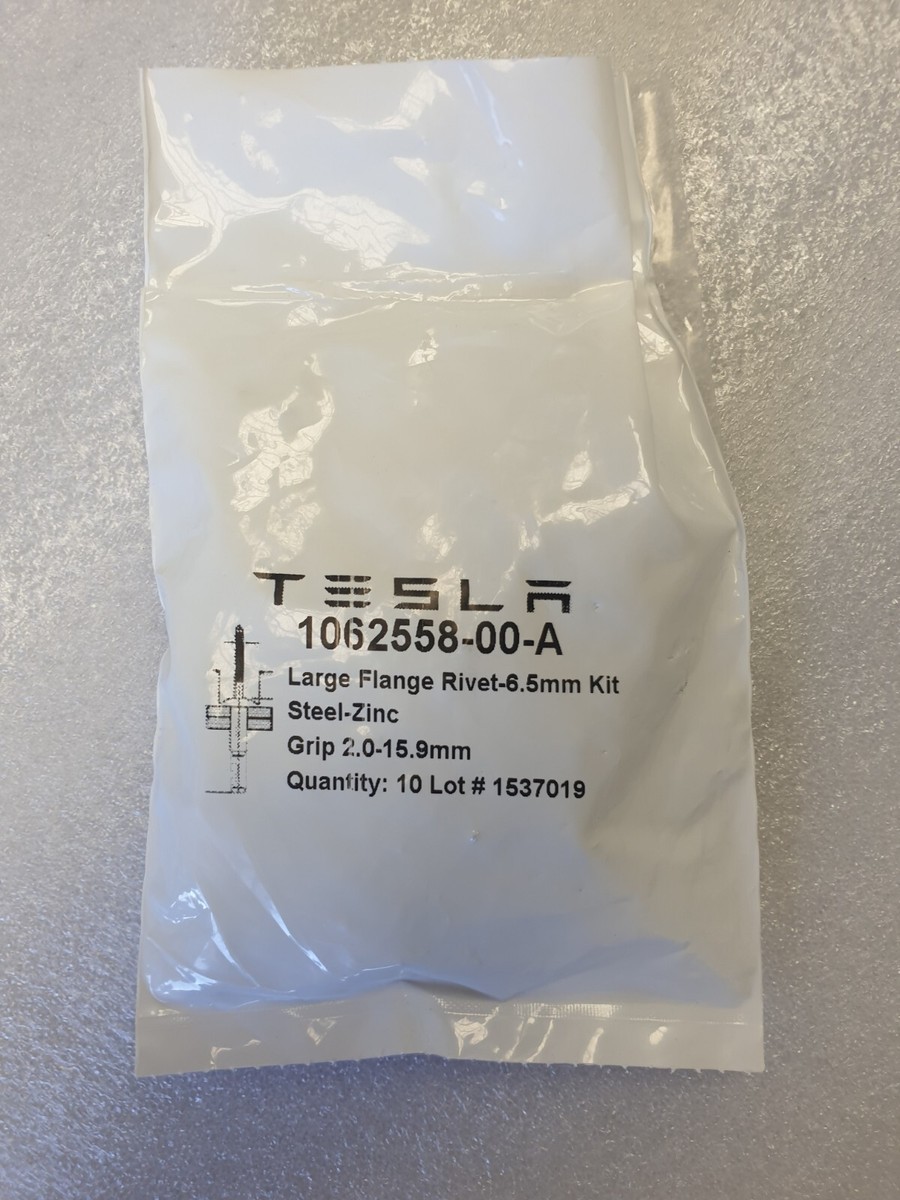 TESLA
1062558-00-A
Large Flange Rivet-6.5mm Kit
Steel-Zinc
Grip 2.0-15.9mm
Quantity: 10 Lot # 1537019